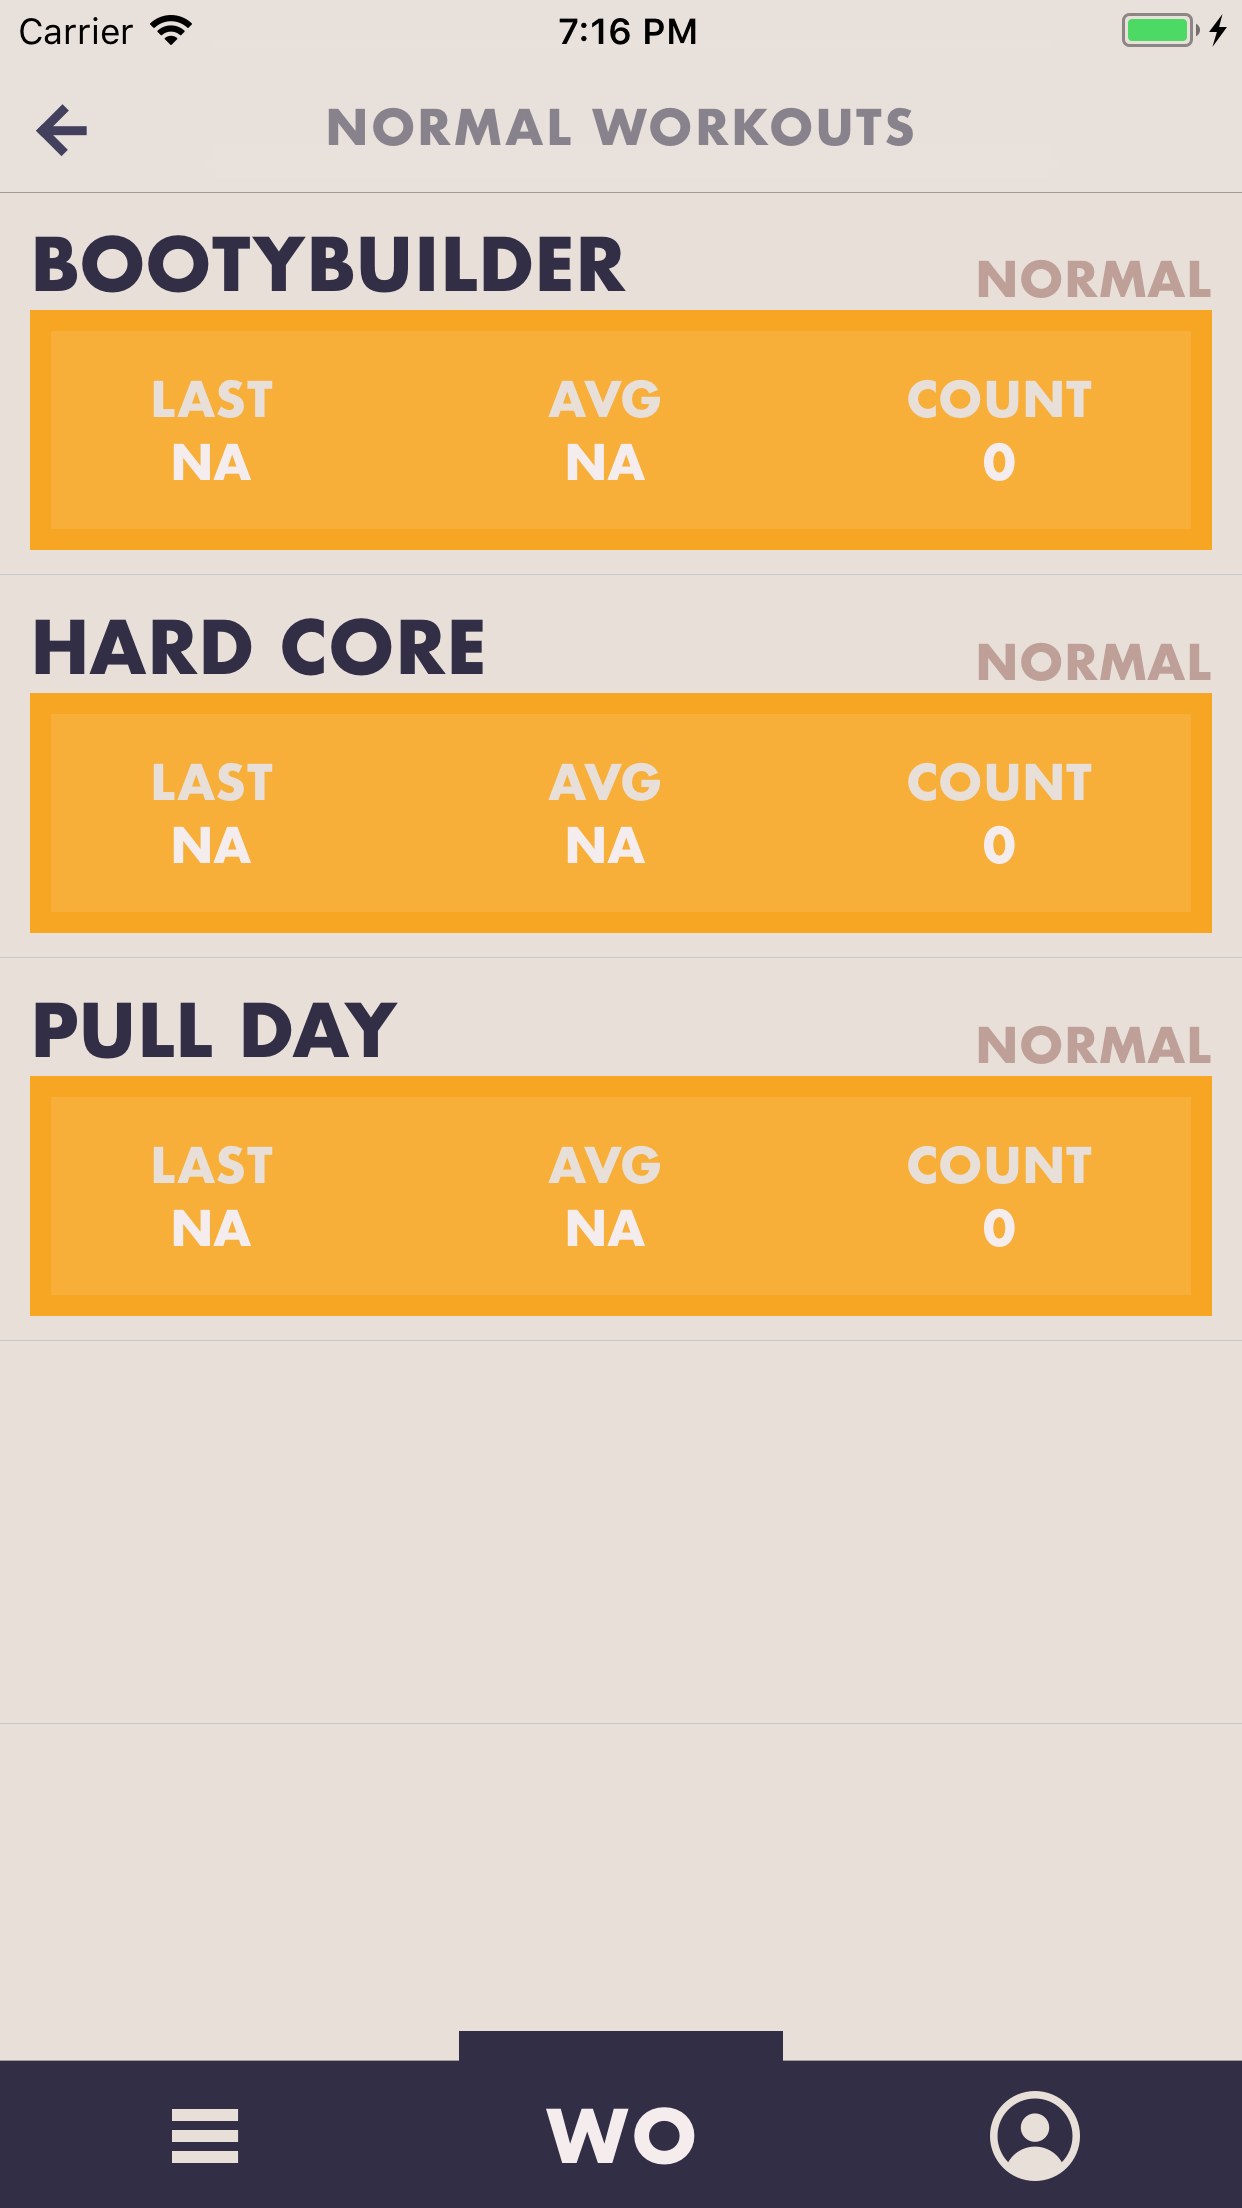 Carrier 7:16 PM
NORMAL WORKOUTS
BOOTYBUILDER NORMAL
LAST AVG COUNT
NA NA 0
HARD CORE NORMAL
LAST AVG COUNT
NA NA 0
PULL DAY NORMAL
LAST AVG COUNT
NA NA 0
WO